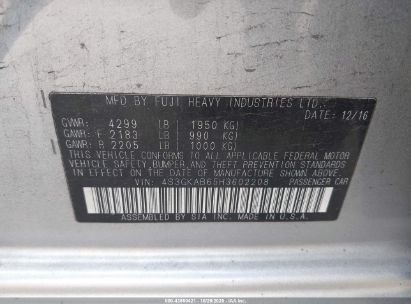 MFD BY FUJI HEAVY INDUSTRIES LTD.
DATE: 12/16
GVWR: 4299 LB [ 1950 KG]
GAWR: F 2183 LB [ 990 KG]
GAWR: R 2205 LB [ 1000 KG]
THIS VEHICLE CONFORMS TO ALL APPLICABLE FEDERAL MOTOR
VEHICLE SAFETY, BUMPER, AND THEFT PREVENTION STANDARDS
IN EFFECT ON THE DATE OF MANUFACTURE SHOWN ABOVE.
VIN: 4S3GKAB65H3602208 PASSENGER CAR
ASSEMBLED BY SIA INC. MADE IN U.S.A.